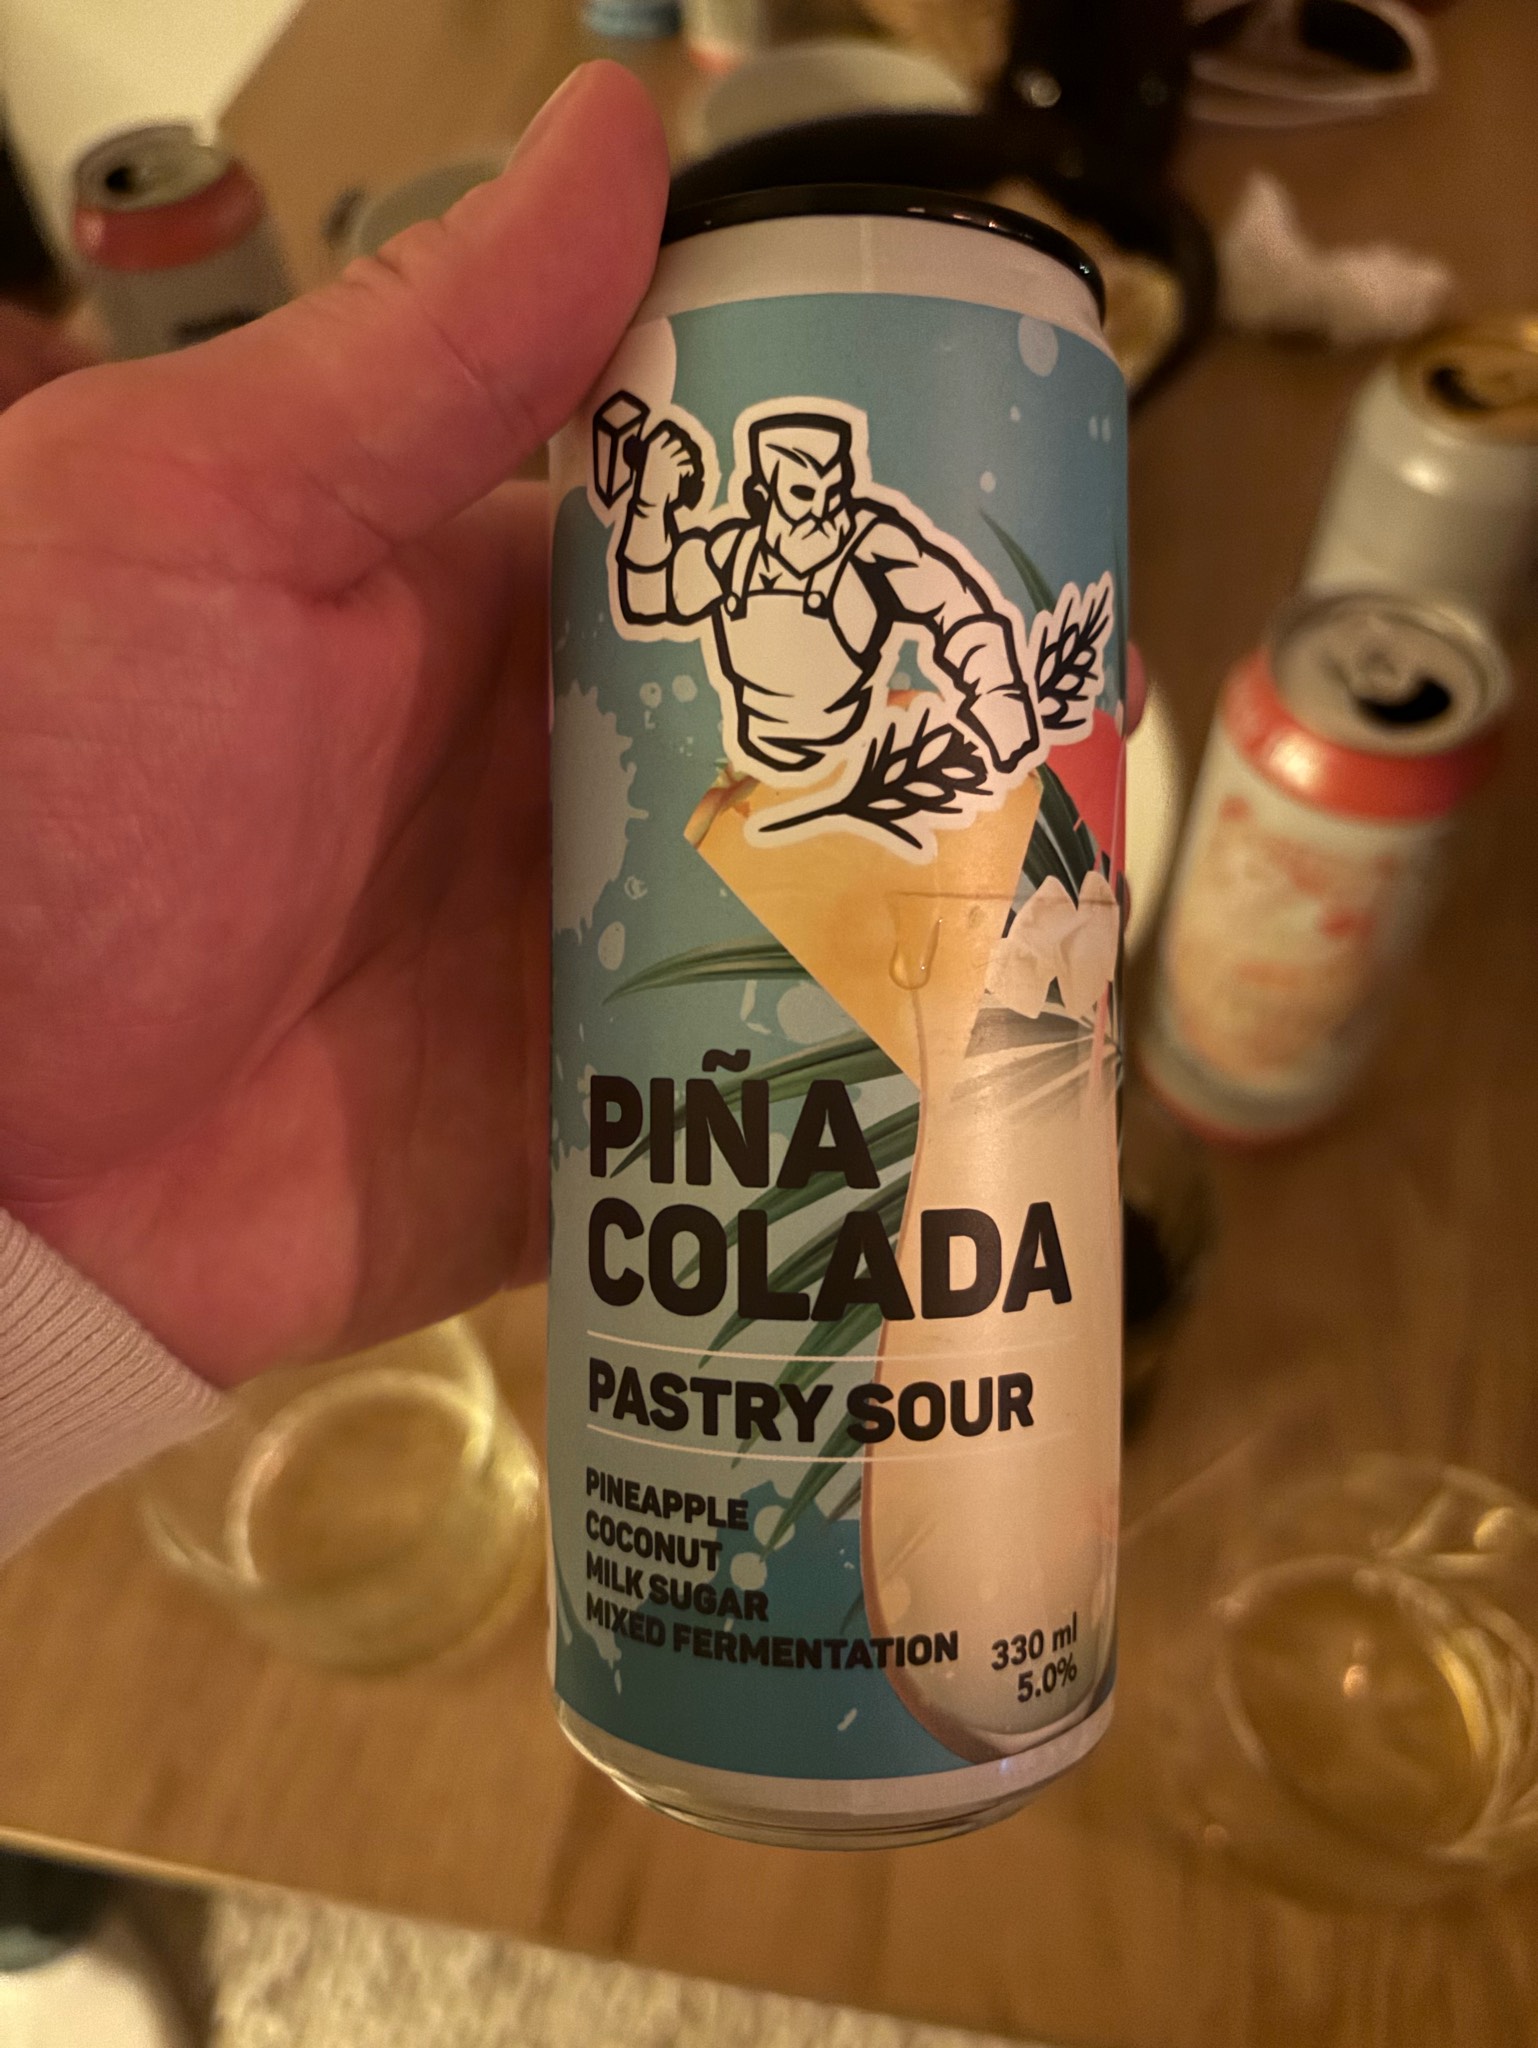 PIÑA
COLADA
PASTRY SOUR
PINEAPPLE
COCONUT
MILK SUGAR
MIXED FERMENTATION
330 ml
5.0%